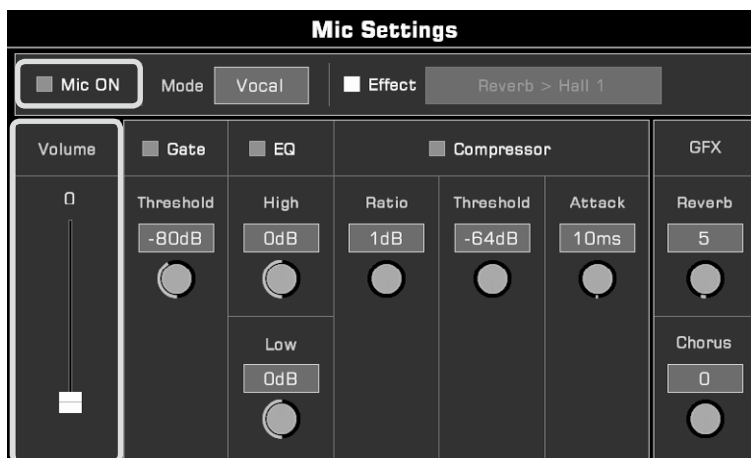 Mic Settings
Mic ON Mode Vocal Effect Reverb > Hall 1
Volume Gate EQ Compressor GFX
0 Threshold High Ratio Threshold Attack Reverb
-80dB 0dB 1dB -64dB 10ms 5
Low Chorus
0dB 0